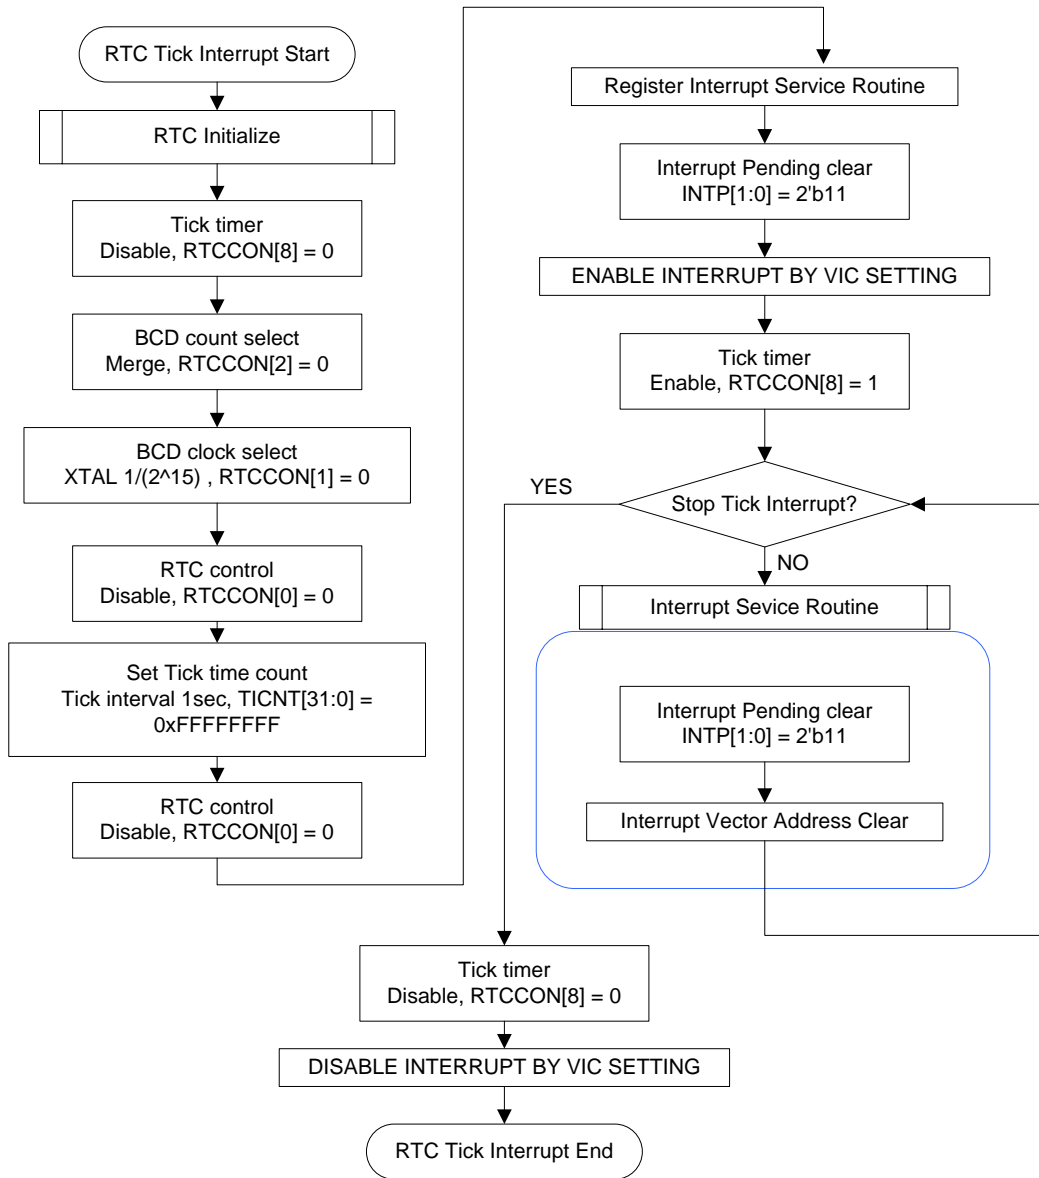 RTC Tick Interrupt Start
RTC Initialize
Tick timer
Disable, RTCCON[8] = 0
BCD count select
Merge, RTCCON[2] = 0
BCD clock select
XTAL 1/(2^15) , RTCCON[1] = 0
RTC control
Disable, RTCCON[0] = 0
Set Tick time count
Tick interval 1sec, TICNT[31:0] =
0xFFFFFFFF
RTC control
Disable, RTCCON[0] = 0
Register Interrupt Service Routine
Interrupt Pending clear
INTP[1:0] = 2'b11
ENABLE INTERRUPT BY VIC SETTING
Tick timer
Enable, RTCCON[8] = 1
YES
Stop Tick Interrupt?
NO
Interrupt Sevice Routine
Interrupt Pending clear
INTP[1:0] = 2'b11
Interrupt Vector Address Clear
Tick timer
Disable, RTCCON[8] = 0
DISABLE INTERRUPT BY VIC SETTING
RTC Tick Interrupt End